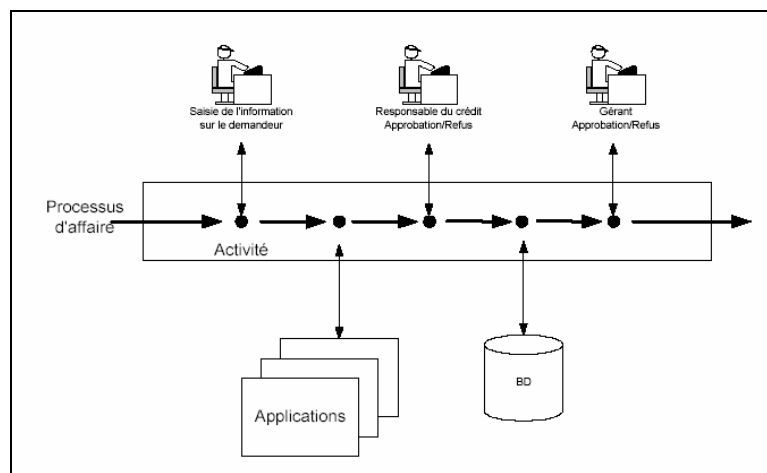 Saisie de l'information
sur le demandeur
Responsable du crédit
Approbation/Refus
Gérant
Approbation/Refus
Processus
d'affaire
Activité
Applications
BD